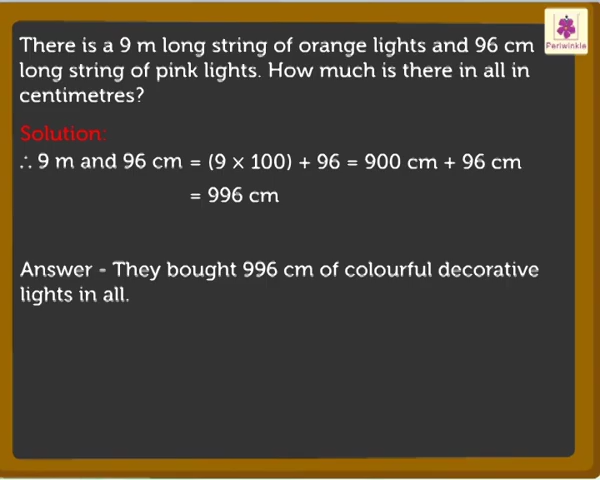 There is a 9 m long string of orange lights and 96 cm
long string of pink lights. How much is there in all in
centimetres?
Periwinkle
Solution:
∴ 9 m and 96 cm = (9 × 100) + 96 = 900 cm + 96 cm
= 996 cm
Answer - They bought 996 cm of colourful decorative
lights in all.